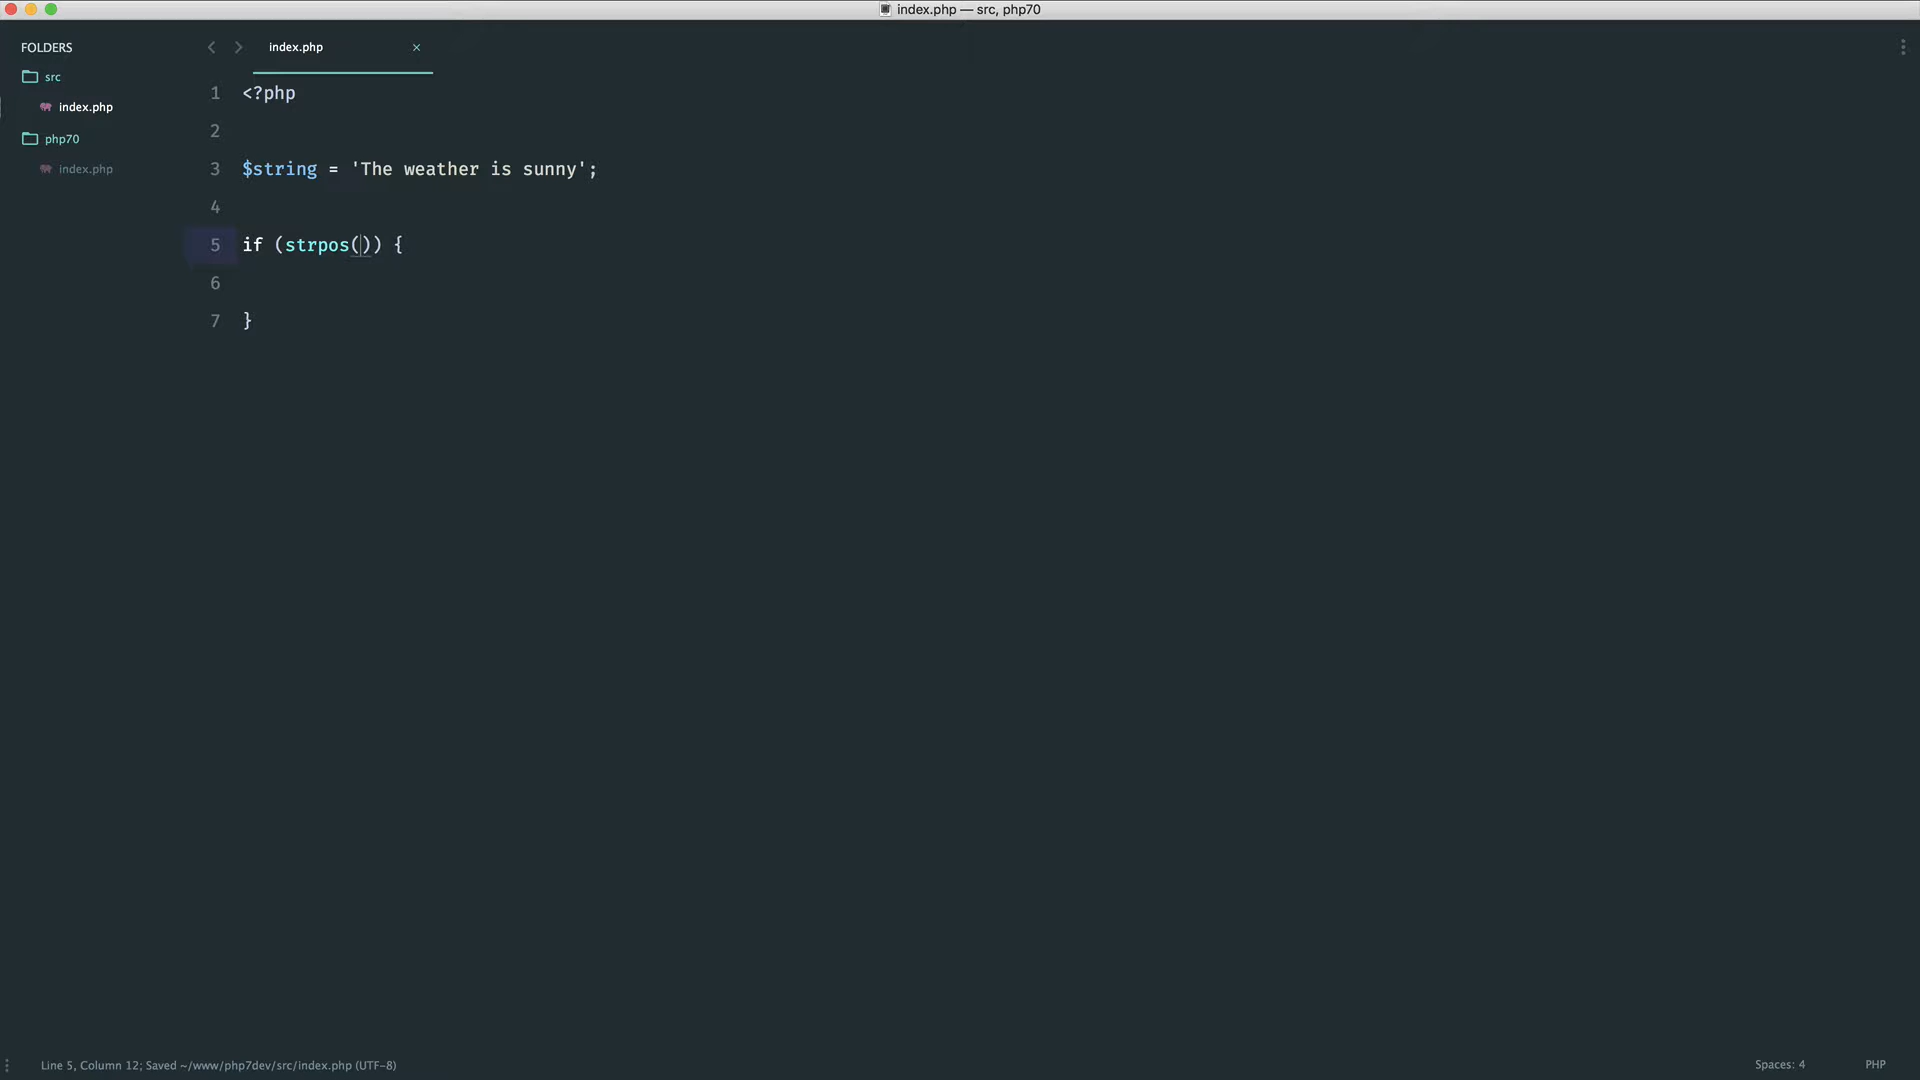 index.php — src, php70
FOLDERS
src
index.php
php70
index.php
index.php ×
1 <?php
2
3 $string = 'The weather is sunny';
4
5 if (strpos()) {
6
7 }
Line 5, Column 12; Saved ~/www/php7dev/src/index.php (UTF-8)
Spaces: 4
PHP